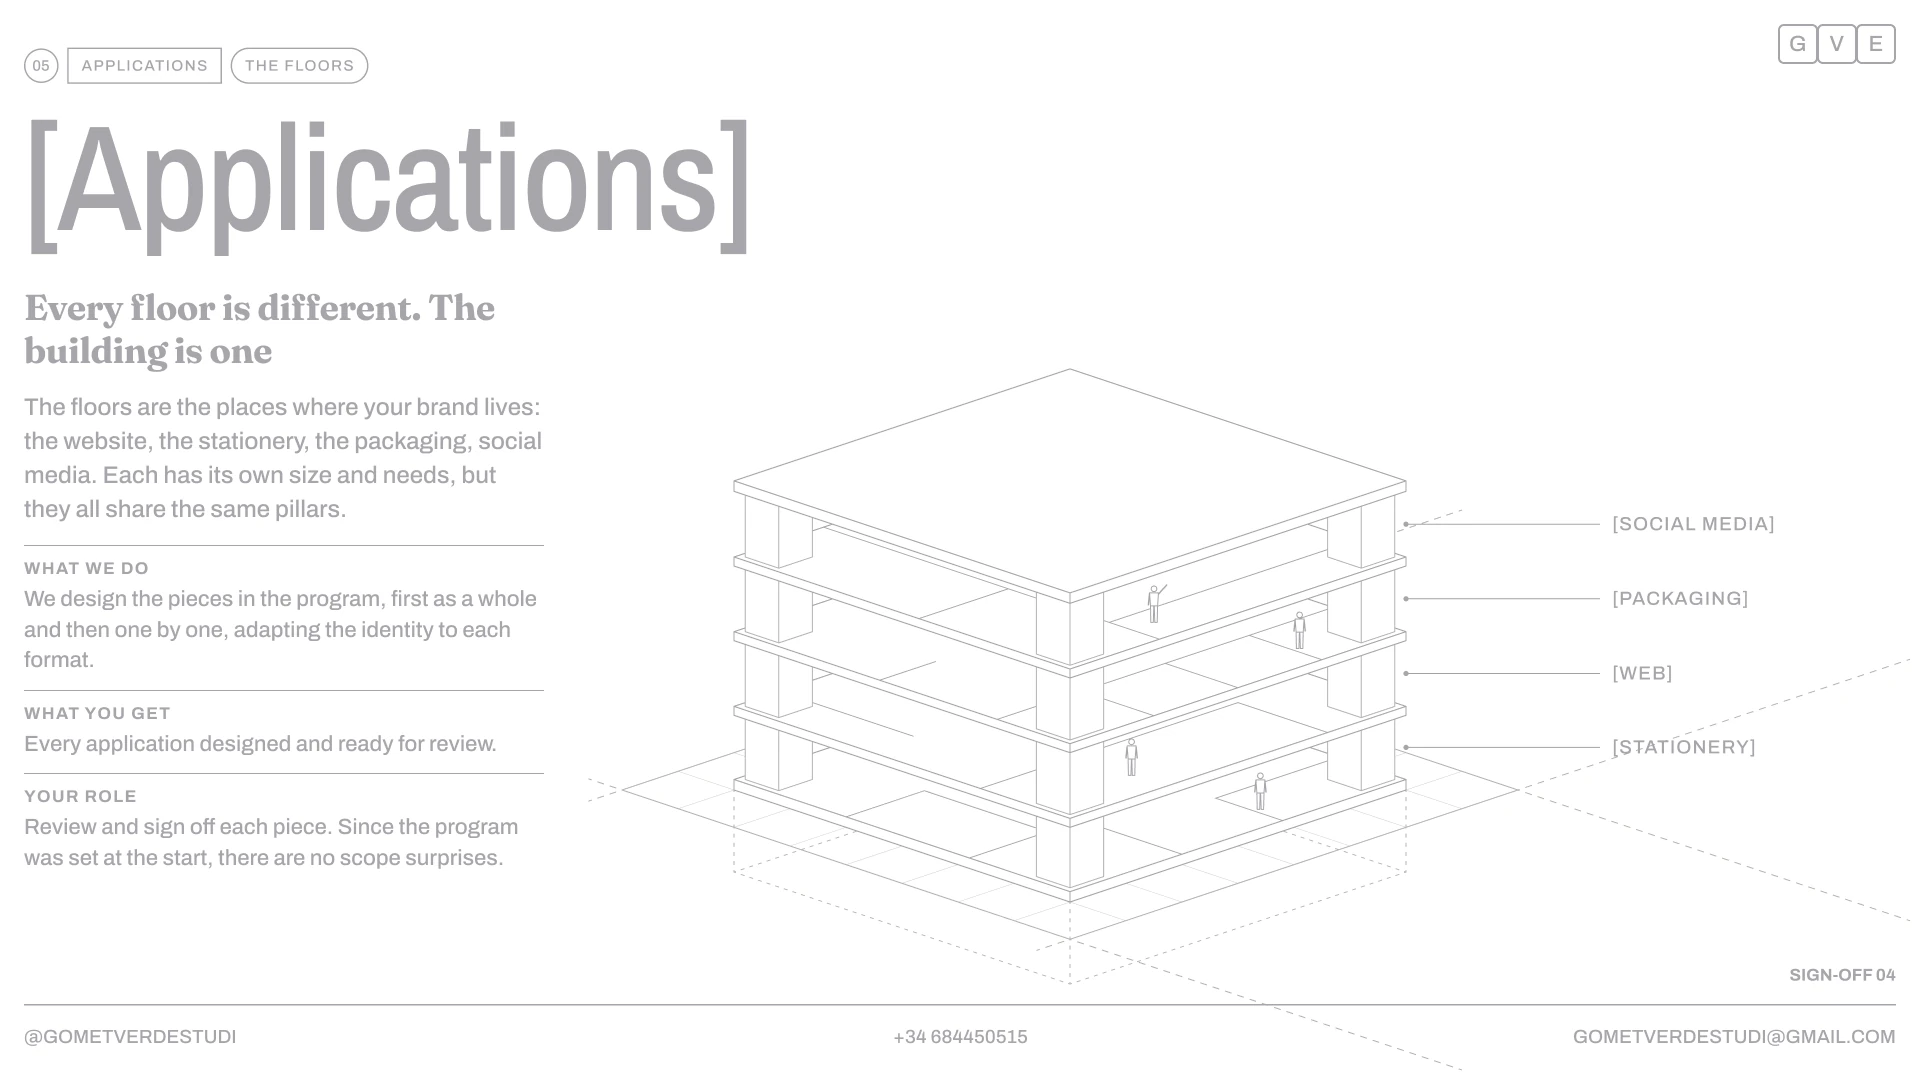 05 APPLICATIONS THE FLOORS
G V E
[Applications]
Every floor is different. The
building is one
The floors are the places where your brand lives:
the website, the stationery, the packaging, social
media. Each has its own size and needs, but
they all share the same pillars.
WHAT WE DO
We design the pieces in the program, first as a whole
and then one by one, adapting the identity to each
format.
WHAT YOU GET
Every application designed and ready for review.
YOUR ROLE
Review and sign off each piece. Since the program
was set at the start, there are no scope surprises.
[SOCIAL MEDIA]
[PACKAGING]
[WEB]
[STATIONERY]
SIGN-OFF 04
@GOMETVERDESTUDI
+34 684450515
GOMETVERDESTUDI@GMAIL.COM